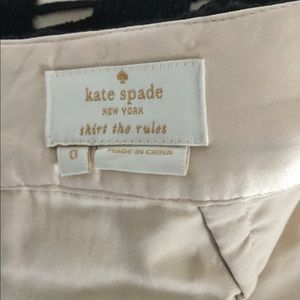 kate spade
NEW YORK
skirt the rules
0
MADE IN CHINA